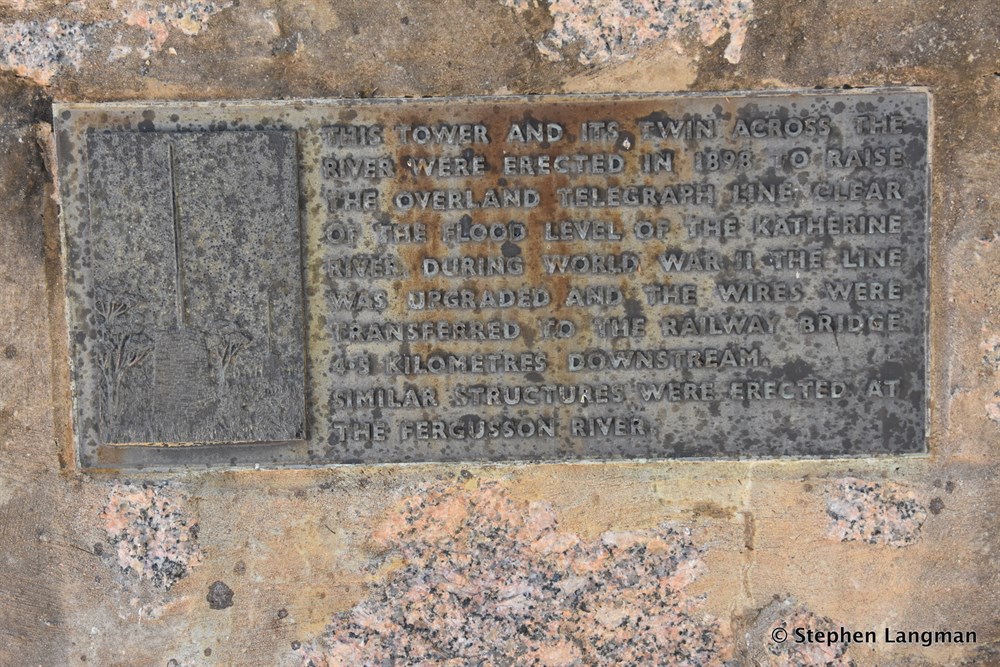 THIS TOWER AND ITS TWIN ACROSS THE
RIVER WERE ERECTED IN 1898 TO RAISE
THE OVERLAND TELEGRAPH LINE CLEAR
OF THE FLOOD LEVEL OF THE KATHERINE
RIVER. DURING WORLD WAR II THE LINE
WAS UPGRADED AND THE WIRES WERE
TRANSFERRED TO THE RAILWAY BRIDGE
KILOMETRES DOWNSTREAM.
SIMILAR STRUCTURES WERE ERECTED AT
THE FERGUSSON RIVER.
© Stephen Langman